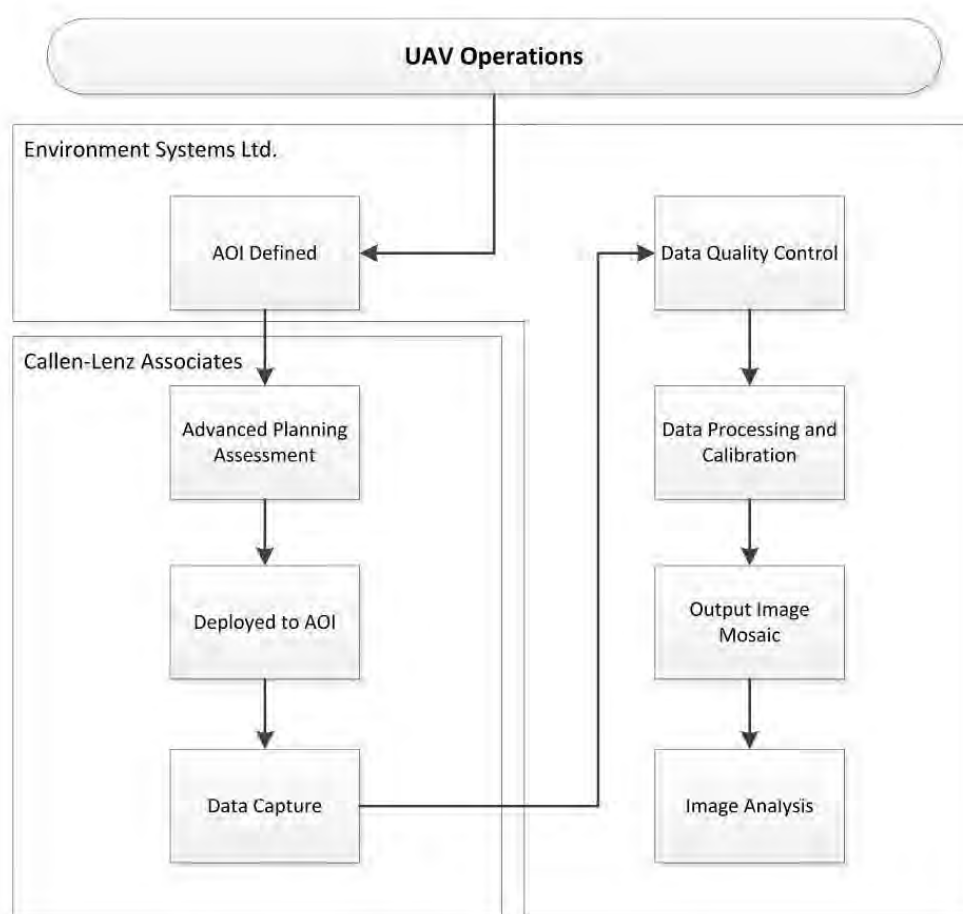 UAV Operations
Environment Systems Ltd.
AOI Defined
Callen-Lenz Associates
Advanced Planning
Assessment
Deployed to AOI
Data Capture
Data Quality Control
Data Processing and
Calibration
Output Image
Mosaic
Image Analysis